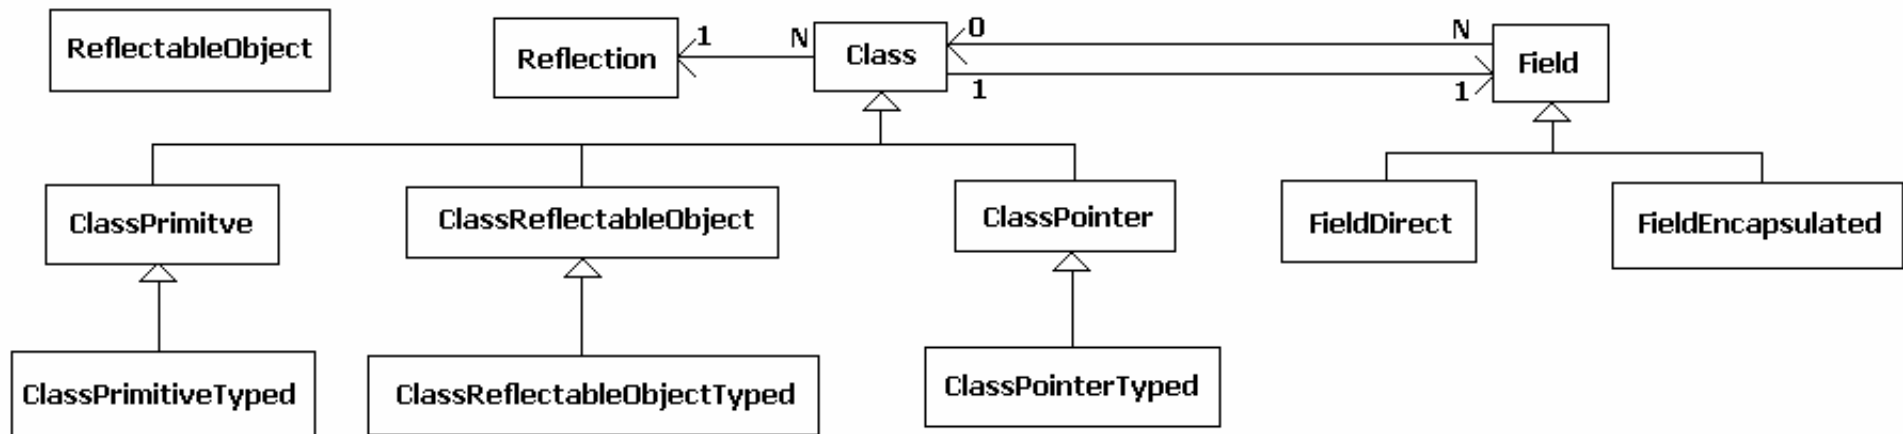 ReflectableObject
Reflection
1
N
Class
0
N
1
1
Field
ClassPrimitve
ClassReflectableObject
ClassPointer
FieldDirect
FieldEncapsulated
ClassPrimitiveTyped
ClassReflectableObjectTyped
ClassPointerTyped